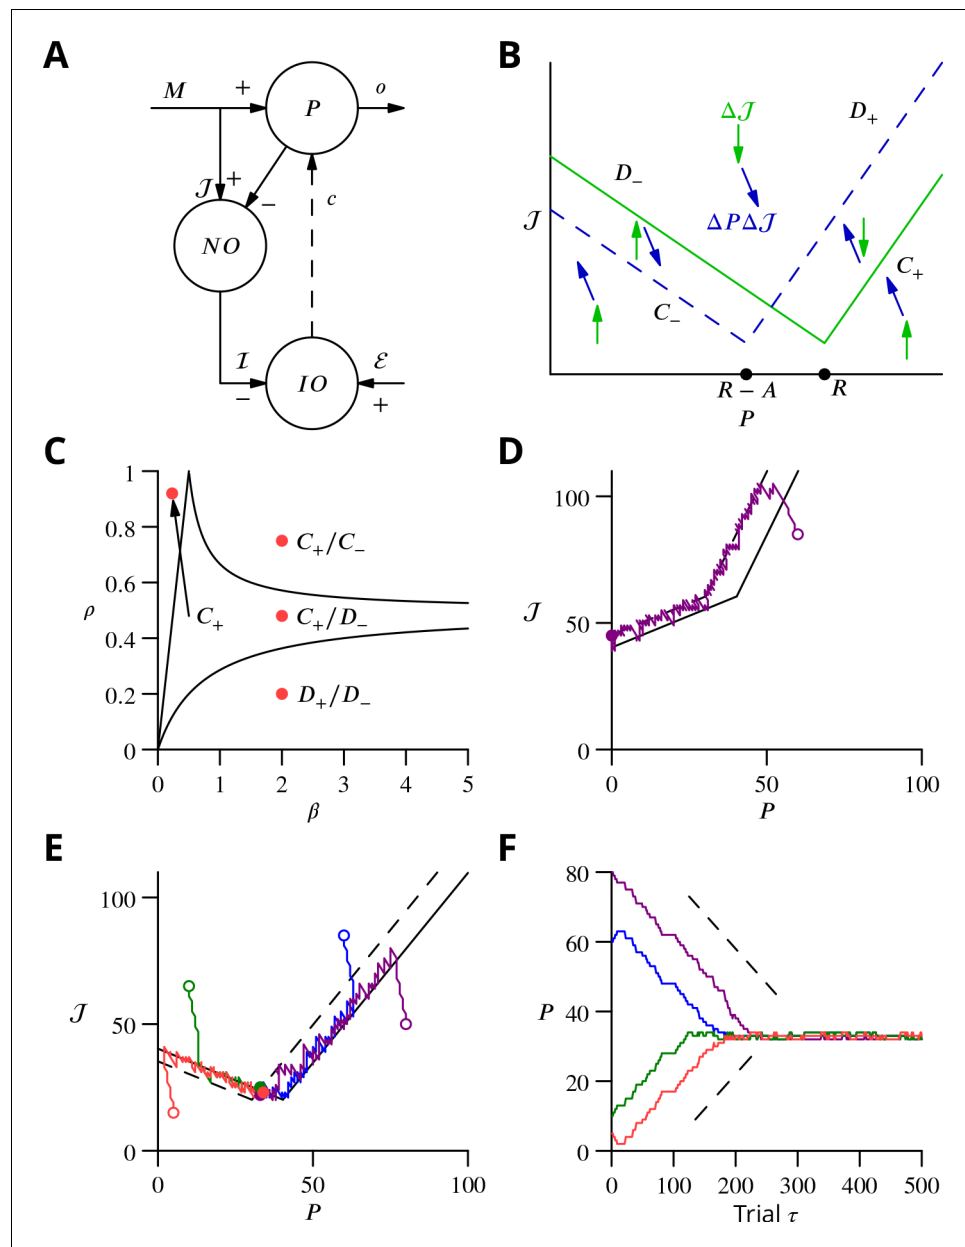 A
M
+
P
o
𝒥
+
−
c
NO
ℐ
−
IO
ℰ
+
B
𝒥
D₋
Δ𝒥
ΔPΔ𝒥
D₊
C₋
C₊
R − A
R
P
C
1
0.8
0.6
ρ
0.4
0.2
0
C₊
C₊/C₋
C₊/D₋
D₊/D₋
0 1 2 3 4 5
β
D
100
𝒥
50
0
0 50 100
P
E
100
𝒥
50
0
0 50 100
P
F
80
60
P
40
20
0
0 100 200 300 400 500
Trial τ